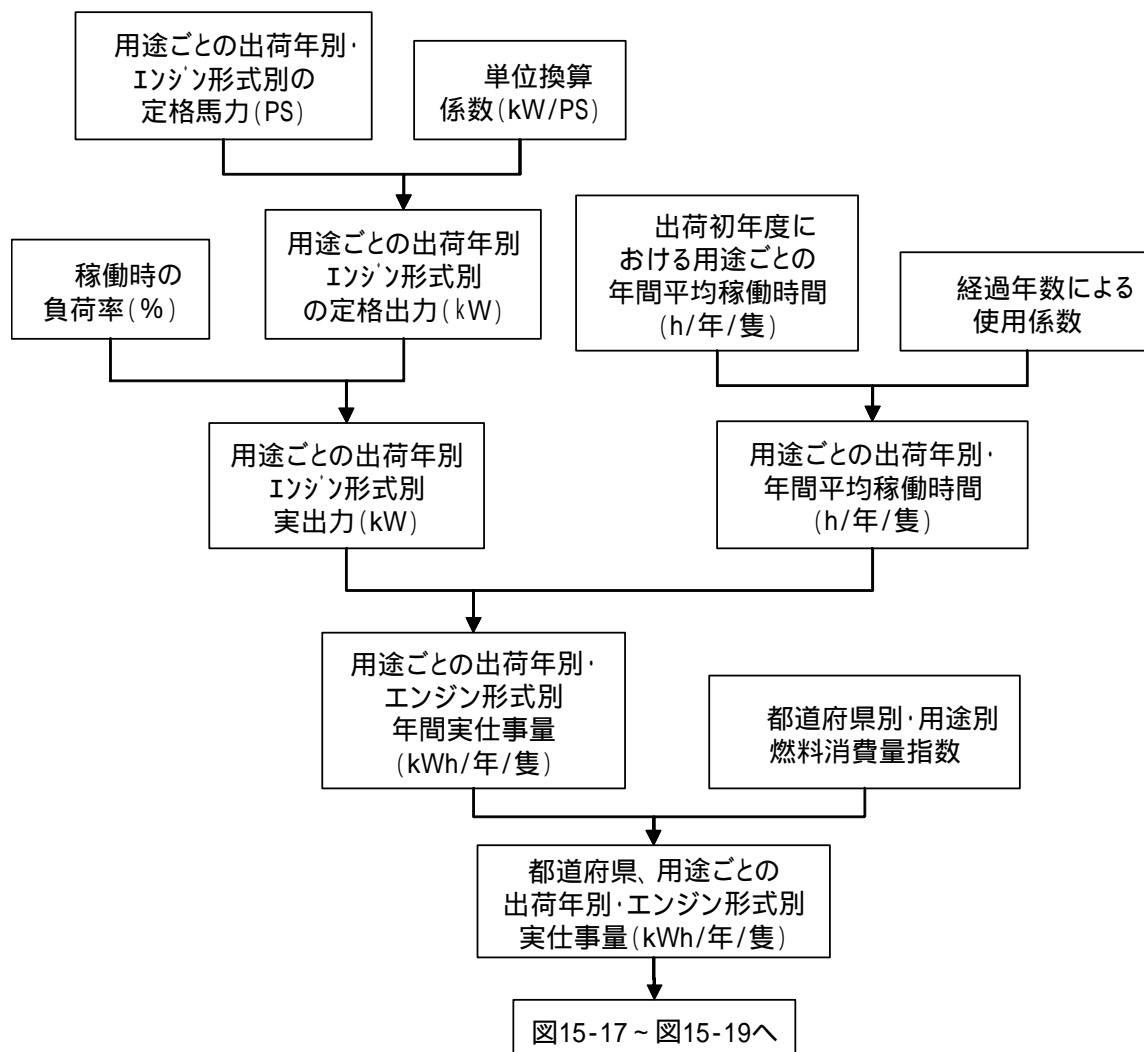 用途ごとの出荷年別・
エンジン形式別の
定格馬力(PS)
単位換算
係数(kW/PS)
稼働時の
負荷率(%)
用途ごとの出荷年別
エンジン形式別
の定格出力(kW)
出荷初年度に
おける用途ごとの
年間平均稼働時間
(h/年/隻)
経過年数による
使用係数
用途ごとの出荷年別
エンジン形式別
実出力(kW)
用途ごとの出荷年別・
年間平均稼働時間
(h/年/隻)
用途ごとの出荷年別・
エンジン形式別
年間実仕事量
(kWh/年/隻)
都道府県別・用途別
燃料消費量指数
都道府県、用途ごとの
出荷年別・エンジン形式別
実仕事量(kWh/年/隻)
図15-17~図15-19へ